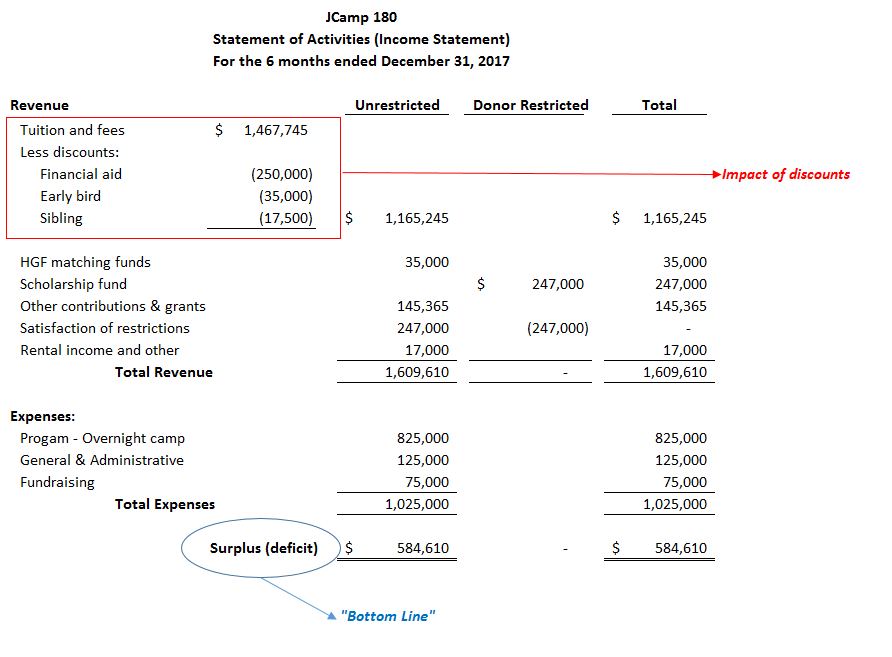 JCamp 180
Statement of Activities (Income Statement)
For the 6 months ended December 31, 2017
Revenue Unrestricted Donor Restricted Total
Tuition and fees $ 1,467,745
Less discounts:
Financial aid (250,000) Impact of discounts
Early bird (35,000)
Sibling (17,500) $ 1,165,245 $ 1,165,245
HGF matching funds 35,000 35,000
Scholarship fund $ 247,000 247,000
Other contributions & grants 145,365 145,365
Satisfaction of restrictions 247,000 (247,000) -
Rental income and other 17,000 17,000
Total Revenue 1,609,610 - 1,609,610
Expenses:
Progam - Overnight camp 825,000 825,000
General & Administrative 125,000 125,000
Fundraising 75,000 75,000
Total Expenses 1,025,000 1,025,000
Surplus (deficit) $ 584,610 - $ 584,610
"Bottom Line"